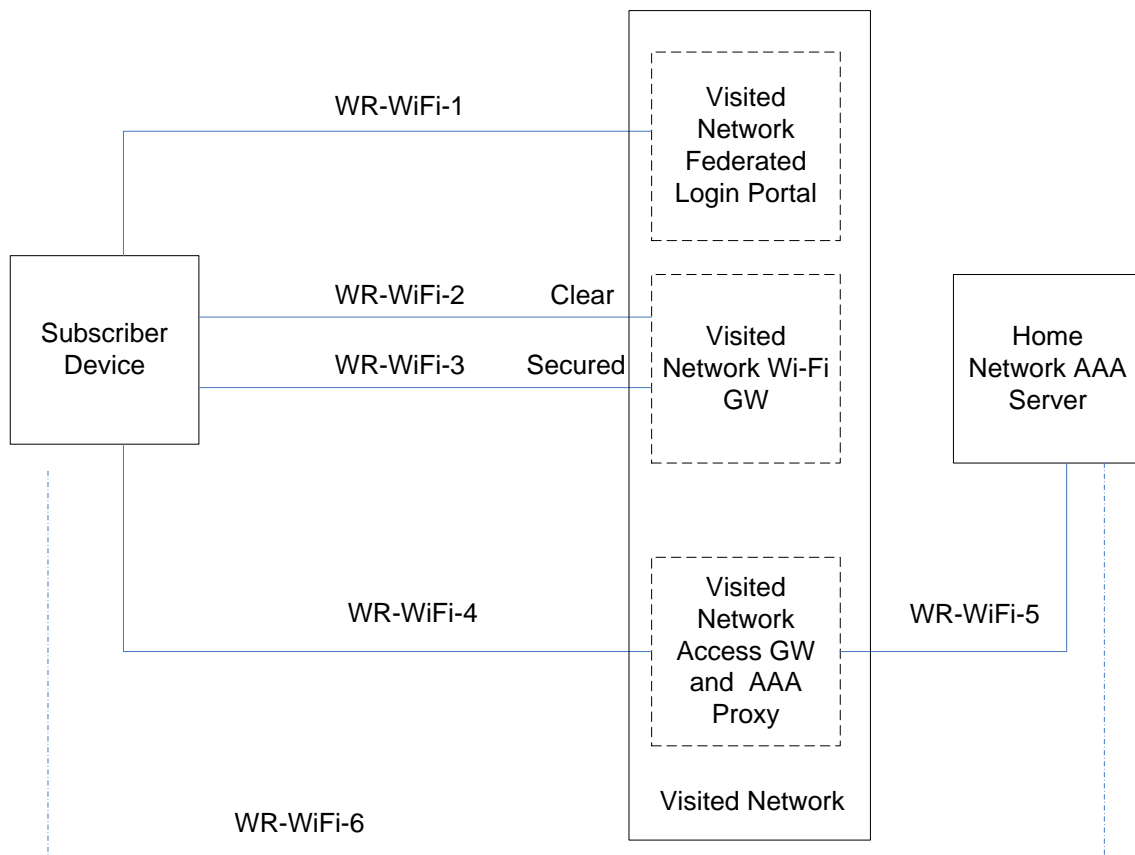 WR-WiFi-1
Visited
Network
Federated
Login Portal
Subscriber
Device
WR-WiFi-2 Clear
WR-WiFi-3 Secured
Visited
Network Wi-Fi
GW
Home
Network AAA
Server
WR-WiFi-4
Visited
Network
Access GW
and AAA
Proxy
WR-WiFi-5
Visited Network
WR-WiFi-6